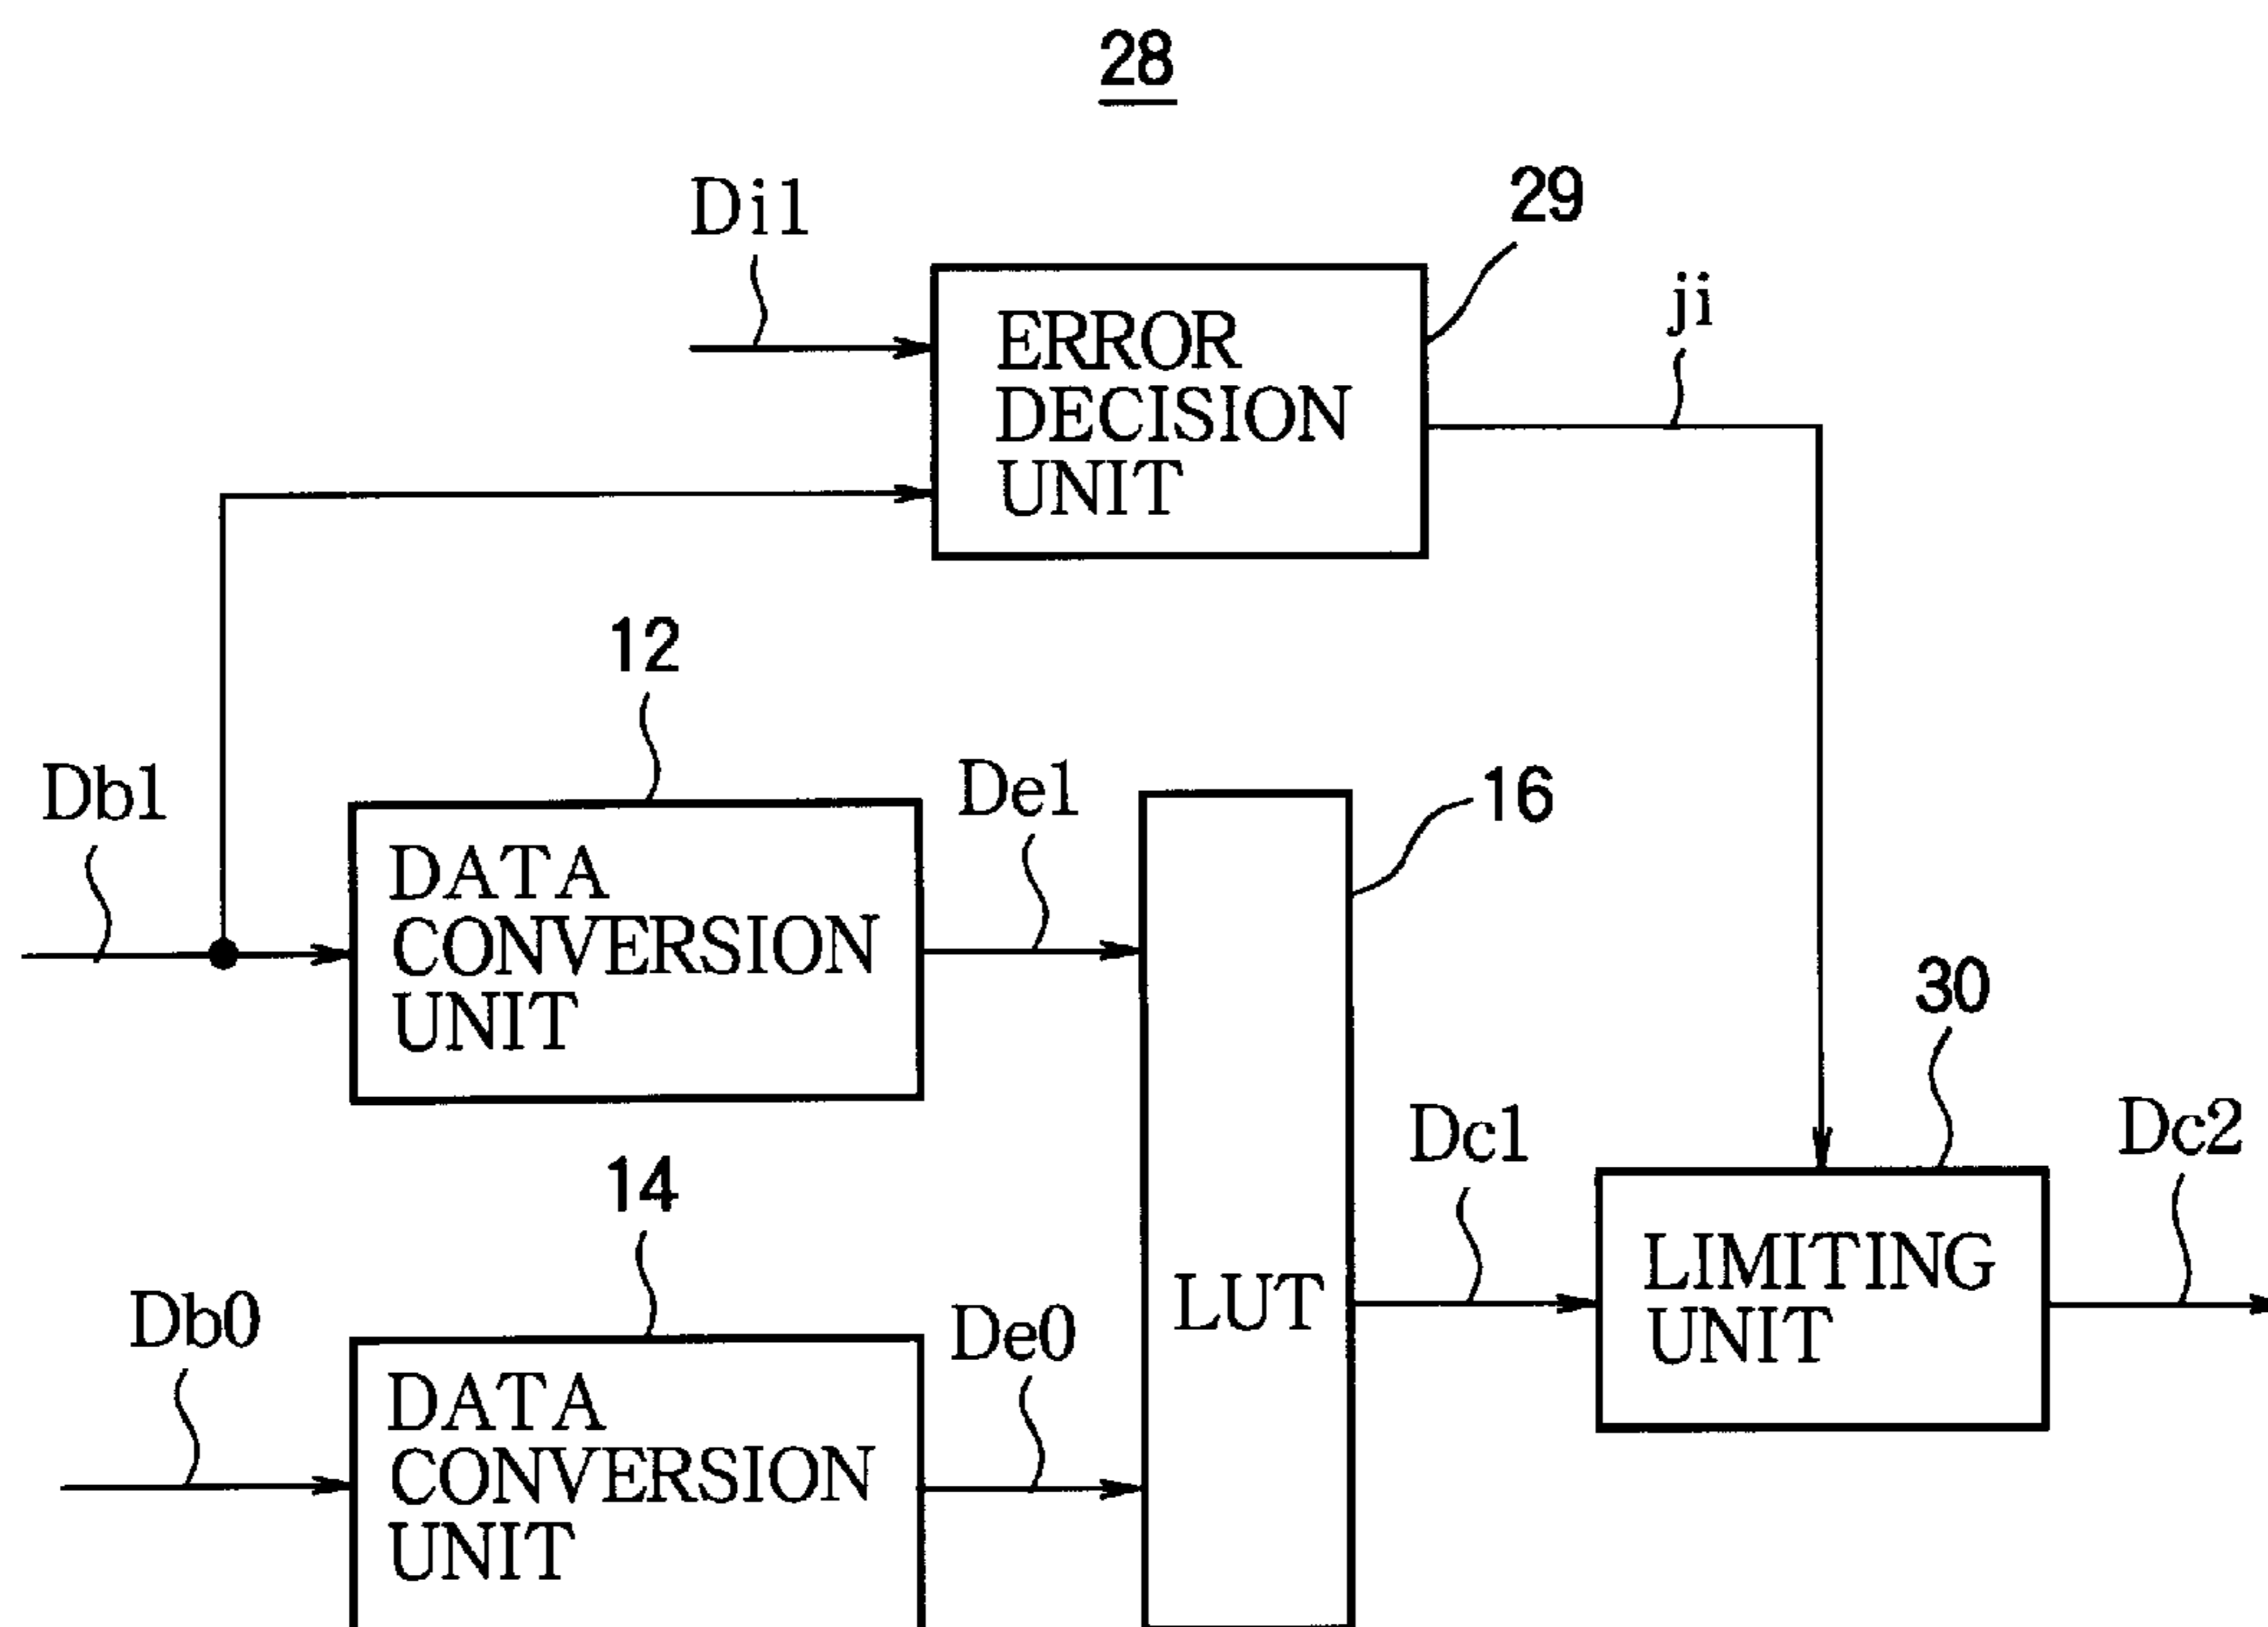 28
Di1
29
ji
ERROR
DECISION
UNIT
12
Db1
De1
16
DATA
CONVERSION
UNIT
30
Dc1
Dc2
14
Db0
De0
LUT
LIMITING
UNIT
DATA
CONVERSION
UNIT